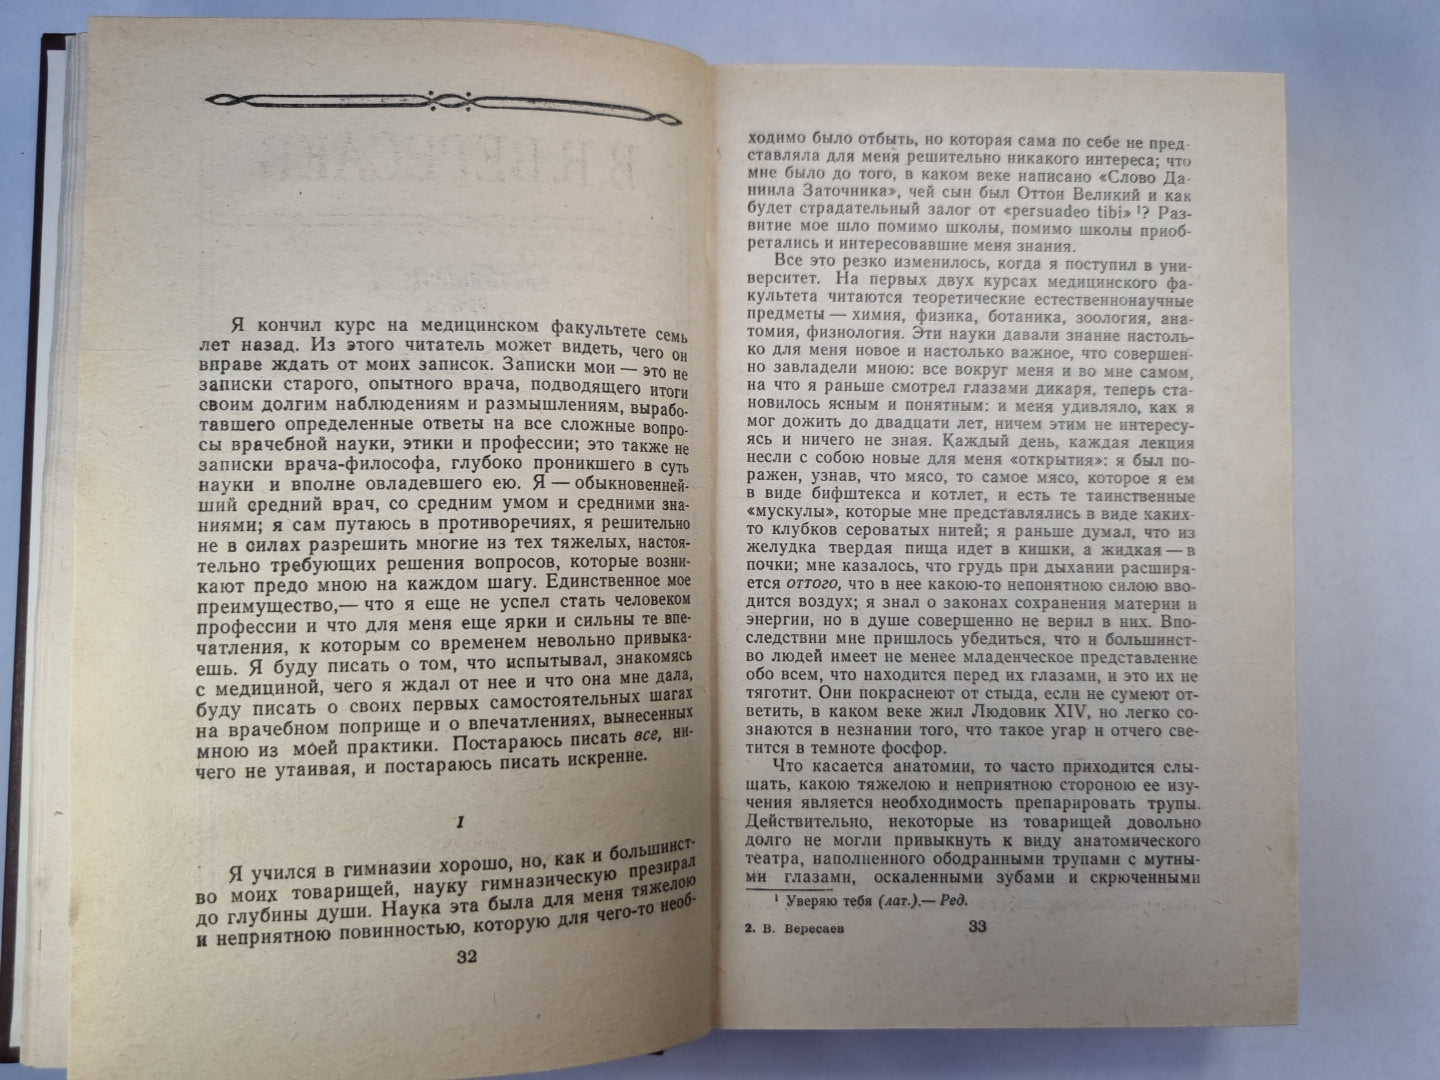 Я кончил курс на медицинском факультете семь
лет назад. Из этого читатель может видеть, чего он
вправе ждать от моих записок. Записки мои — это не
записки старого, опытного врача, подводящего итоги
своим долгим наблюдениям и размышлениям, вырабо-
тавшего определенные ответы на все сложные вопро-
сы врачебной науки, этики и профессии; это также не
записки врача-философа, глубоко проникшего в суть
науки и вполне овладевшего ею. Я — обыкновенней-
ший средний врач, со средним умом и средними зна-
ниями; я сам путаюсь в противоречиях, я решительно
не в силах разрешить многие из тех тяжелых, настоя-
тельно требующих решения вопросов, которые возни-
кают предо мною на каждом шагу. Единственное мое
преимущество,— что я еще не успел стать человеком
профессии и что для меня еще ярки и сильны те впе-
чатления, к которым со временем невольно привыка-
ешь. Я буду писать о том, что испытывал, знакомясь
с медициной, чего я ждал от нее и что она мне дала,
буду писать о своих первых самостоятельных шагах
на врачебном поприще и о впечатлениях, вынесенных
мною из моей практики. Постараюсь писать все, ни-
чего не утаивая, и постараюсь писать искренне.
I
Я учился в гимназии хорошо, но, как и большинст-
во моих товарищей, науку гимназическую презирал
до глубины души. Наука эта была для меня тяжелою
и неприятною повинностью, которую для чего-то необ-
32
ходимо было отбыть, но которая сама по себе не пред-
ставляла для меня решительно никакого интереса; что
мне было до того, в каком веке написано «Слово Да-
ниила Заточника», чей сын был Оттон Великий и как
будет страдательный залог от «persuadeo tibi» ¹? Раз-
витие мое шло помимо школы, помимо школы приоб-
ретались и интересовавшие меня знания.
Все это резко изменилось, когда я поступил в уни-
верситет. На первых двух курсах медицинского фа-
культета читаются теоретические естественнонаучные
предметы — химия, физика, ботаника, зоология, ана-
томия, физиология. Эти науки давали знание настоль-
ко для меня новое и настолько важное, что совершен-
но завладели мною: все вокруг меня и во мне самом,
на что я раньше смотрел глазами дикаря, теперь ста-
новилось ясным и понятным: и меня удивляло, как я
мог дожить до двадцати лет, ничем этим не интересу-
ясь и ничего не зная. Каждый день, каждая лекция
несли с собою новые для меня «открытия»: я был по-
ражен, узнав, что мясо, то самое мясо, которое я ем
в виде бифштекса и котлет, и есть те таинственные
«мускулы», которые мне представлялись в виде каких-
то клубков сероватых нитей; я раньше думал, что из
желудка твердая пища идет в кишки, а жидкая — в
почки; мне казалось, что грудь при дыхании расширя-
ется оттого, что в нее какою-то непонятною силою вво-
дится воздух; я знал о законах сохранения материи и
энергии, но в душе совершенно не верил в них. Впо-
следствии мне пришлось убедиться, что и большинст-
во людей имеет не менее младенческое представление
обо всем, что находится перед их глазами, и это их не
тяготит. Они покраснеют от стыда, если не сумеют от-
ветить, в каком веке жил Людовик XIV, но легко со-
знаются в незнании того, что такое угар и отчего све-
тится в темноте фосфор.
Что касается анатомии, то часто приходится слы-
шать, какою тяжелою и неприятною стороною ее изу-
чения является необходимость препарировать трупы.
Действительно, некоторые из товарищей довольно
долго не могли привыкнуть к виду анатомического
театра, наполненного ободранными трупами с мутны-
ми глазами, оскаленными зубами и скрюченными
¹ Уверяю тебя (лат.).— Ред.
2. В. Вересаев 33